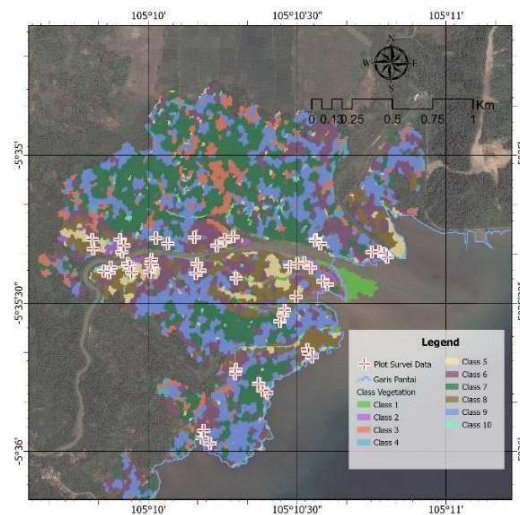 105°10' 105°10'30" 105°11'
N
W E
S
Km
0 0.13 0.25 0.5 0.75 1
-5°35'
-5°35'30"
-5°36'
Legend
Plot Survei Data
Garis Pantai
Class Vegetation
Class 1
Class 2
Class 3
Class 4
Class 5
Class 6
Class 7
Class 8
Class 9
Class 10
105°10' 105°10'30" 105°11'